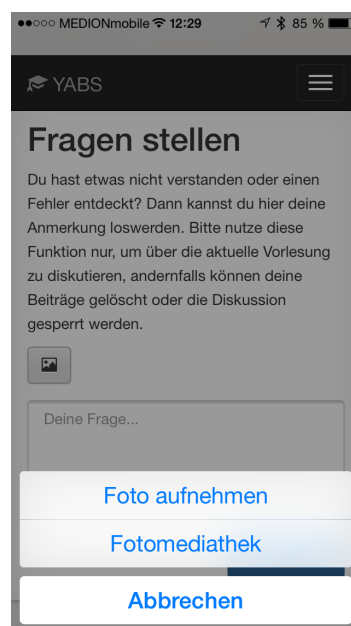 MEDIONmobile 12:29 85 %
YABS
Fragen stellen
Du hast etwas nicht verstanden oder einen
Fehler entdeckt? Dann kannst du hier deine
Anmerkung loswerden. Bitte nutze diese
Funktion nur, um über die aktuelle Vorlesung
zu diskutieren, andernfalls können deine
Beiträge gelöscht oder die Diskussion
gesperrt werden.
Deine Frage...
Foto aufnehmen
Fotomediathek
Abbrechen